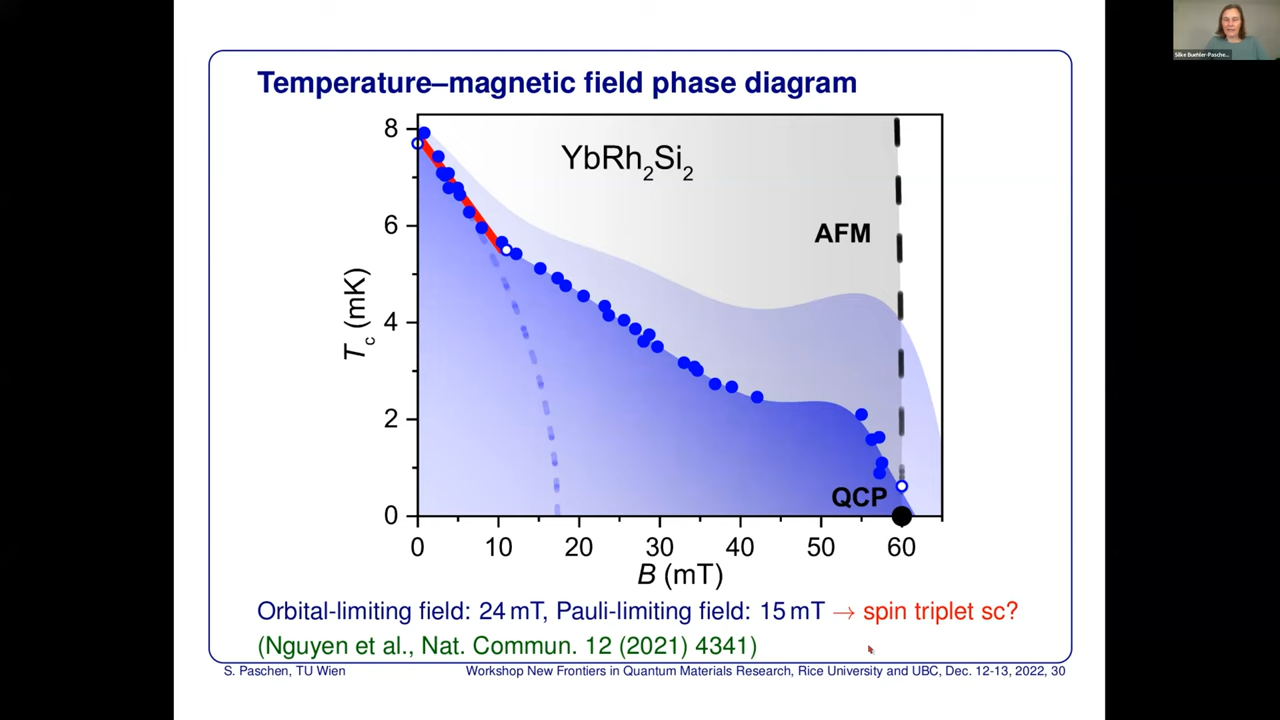 Silke Buehler-Pasche...
Temperature–magnetic field phase diagram
YbRh₂Si₂
AFM
QCP
T_c (mK)
8
6
4
2
0
0 10 20 30 40 50 60
B (mT)
Orbital-limiting field: 24 mT, Pauli-limiting field: 15 mT → spin triplet sc?
(Nguyen et al., Nat. Commun. 12 (2021) 4341)
S. Paschen, TU Wien Workshop New Frontiers in Quantum Materials Research, Rice University and UBC, Dec. 12-13, 2022, 30